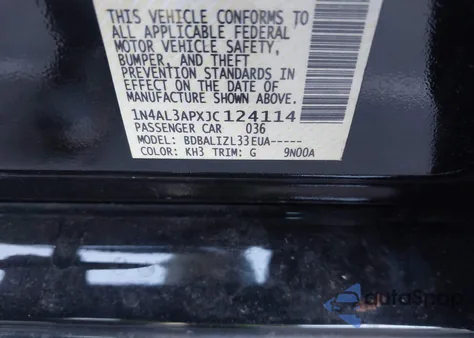 THIS VEHICLE CONFORMS TO
ALL APPLICABLE FEDERAL
MOTOR VEHICLE SAFETY,
BUMPER, AND THEFT
PREVENTION STANDARDS IN
EFFECT ON THE DATE OF
MANUFACTURE SHOWN ABOVE.
1N4AL3APXJC124114
PASSENGER CAR 036
MODEL: BDBALIZL33EUA-----
COLOR: KH3 TRIM: G 9N00A
autoSnap